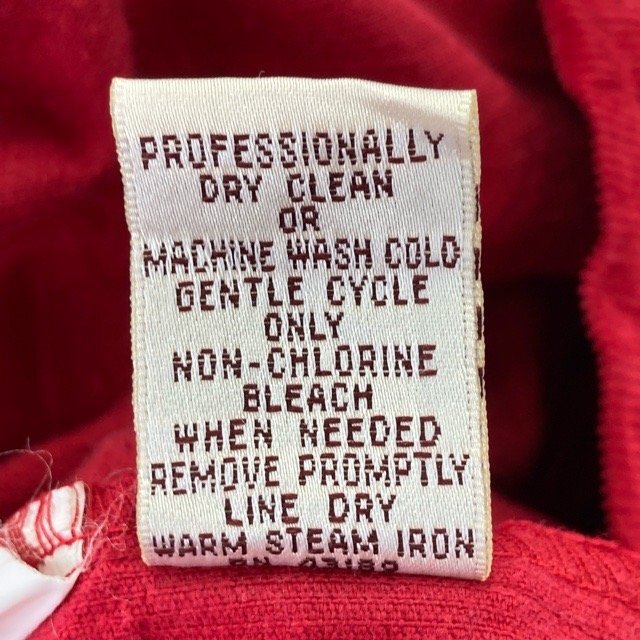 PROFESSIONALLY
DRY CLEAN
OR
MACHINE WASH COLD
GENTLE CYCLE
ONLY
NON-CHLORINE
BLEACH
WHEN NEEDED
REMOVE PROMPTLY
LINE DRY
WARM STEAM IRON
RN